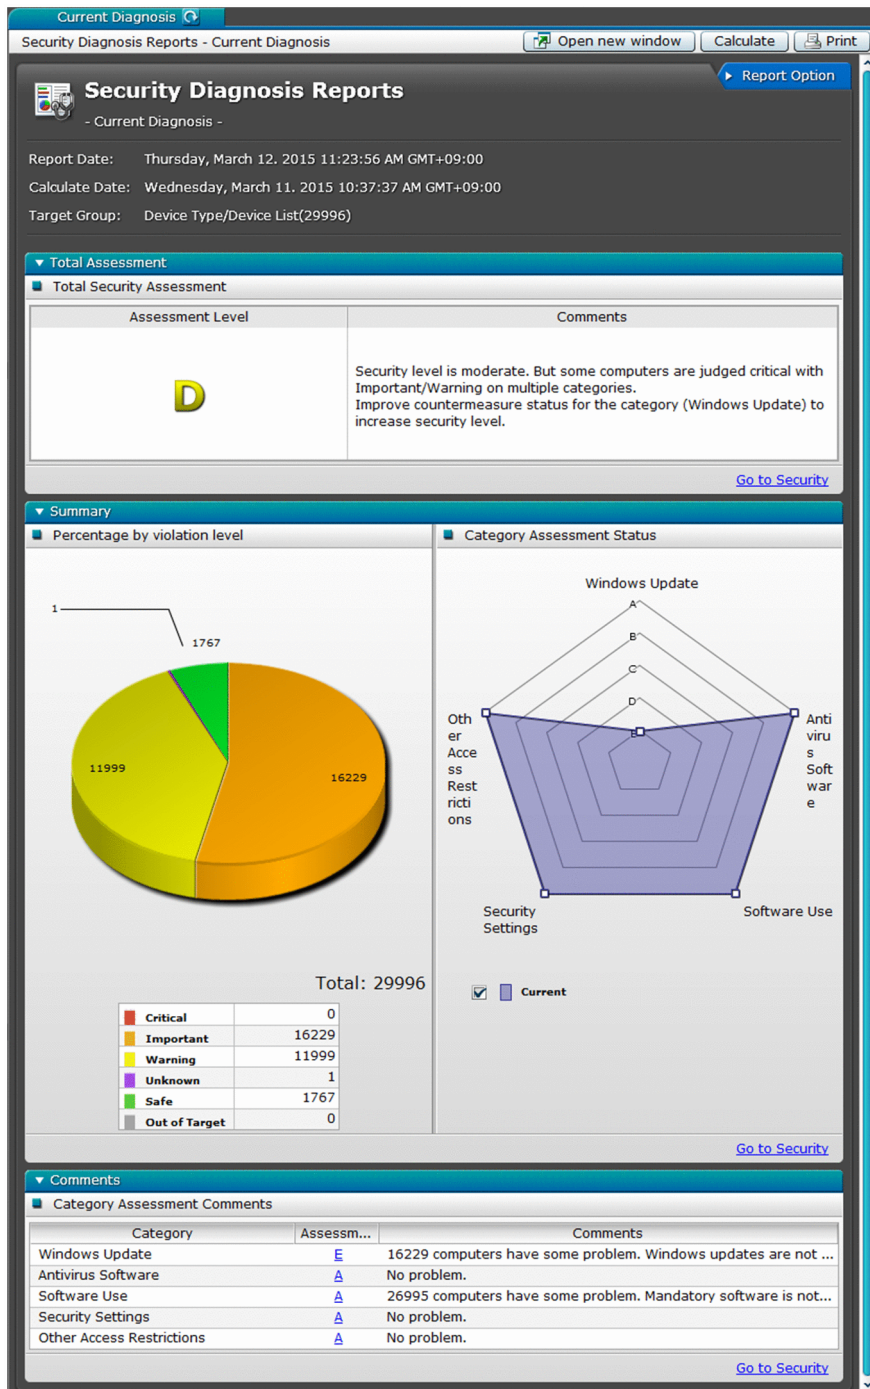 Current Diagnosis
Security Diagnosis Reports - Current Diagnosis
Open new window
Calculate
Print
Report Option
Security Diagnosis Reports
- Current Diagnosis -
Report Date: Thursday, March 12. 2015 11:23:56 AM GMT+09:00
Calculate Date: Wednesday, March 11. 2015 10:37:37 AM GMT+09:00
Target Group: Device Type/Device List(29996)
Total Assessment
Total Security Assessment
Assessment Level Comments
D
Security level is moderate. But some computers are judged critical with
Important/Warning on multiple categories.
Improve countermeasure status for the category (Windows Update) to
increase security level.
Go to Security
Summary
Percentage by violation level
1
1767
11999
16229
Total: 29996
Critical 0
Important 16229
Warning 11999
Unknown 1
Safe 1767
Out of Target 0
Category Assessment Status
Windows Update
A
B
C
D
E
Oth
er
Acce
ss
Rest
ricti
ons
Anti
viru
s
Soft
war
e
Security
Settings
Software Use
Current
Go to Security
Comments
Category Assessment Comments
Category Assessm... Comments
Windows Update E 16229 computers have some problem. Windows updates are not ...
Antivirus Software A No problem.
Software Use A 26995 computers have some problem. Mandatory software is not...
Security Settings A No problem.
Other Access Restrictions A No problem.
Go to Security